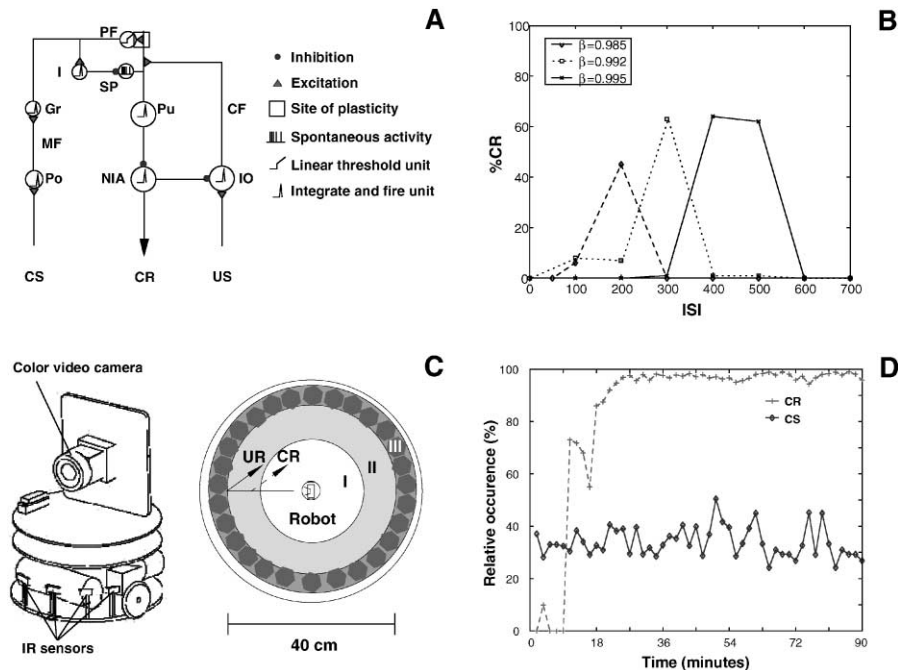 A
PF
I
SP
Gr
Pu
CF
MF
Po
NIA
IO
CS
CR
US
Inhibition
Excitation
Site of plasticity
Spontaneous activity
Linear threshold unit
Integrate and fire unit
B
%CR
80
60
40
20
0
β=0.985
β=0.992
β=0.995
0 100 200 300 400 500 600 700
ISI
C
Color video camera
IR sensors
UR
CR
I
II
Robot
40 cm
D
Relative occurence (%)
100
80
60
40
20
0
CR
CS
0 18 36 54 72 90
Time (minutes)